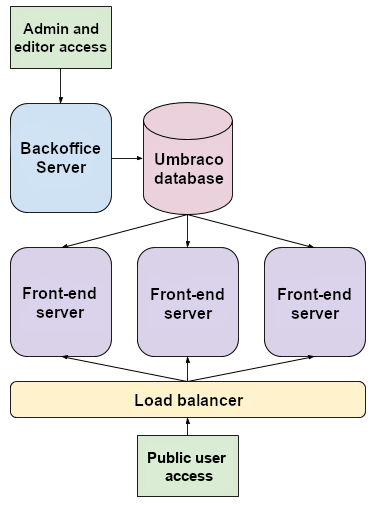 Admin and
editor access
Backoffice
Server
Umbraco
database
Front-end
server
Front-end
server
Front-end
server
Load balancer
Public user
access